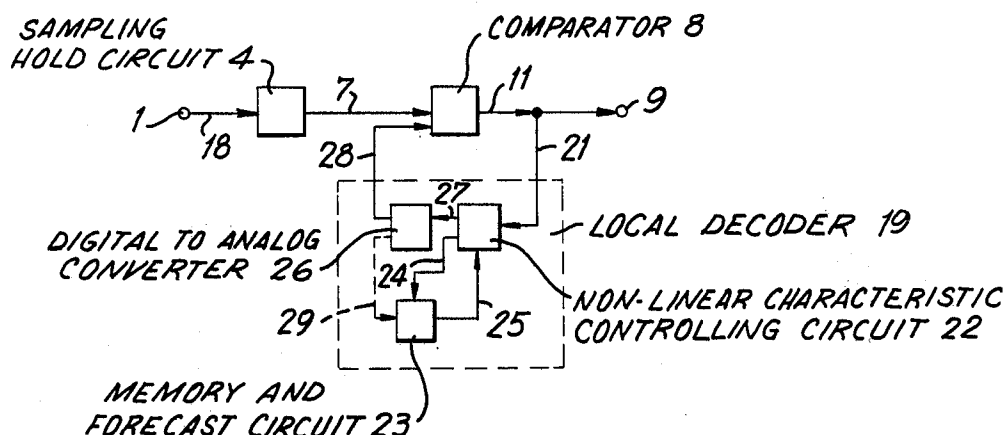 SAMPLING
HOLD CIRCUIT 4
COMPARATOR 8
1
18
7
11
9
28
21
27
LOCAL DECODER 19
DIGITAL TO ANALOG
CONVERTER 26
24
29
25
NON-LINEAR CHARACTERISTIC
CONTROLLING CIRCUIT 22
MEMORY AND
FORECAST CIRCUIT 23